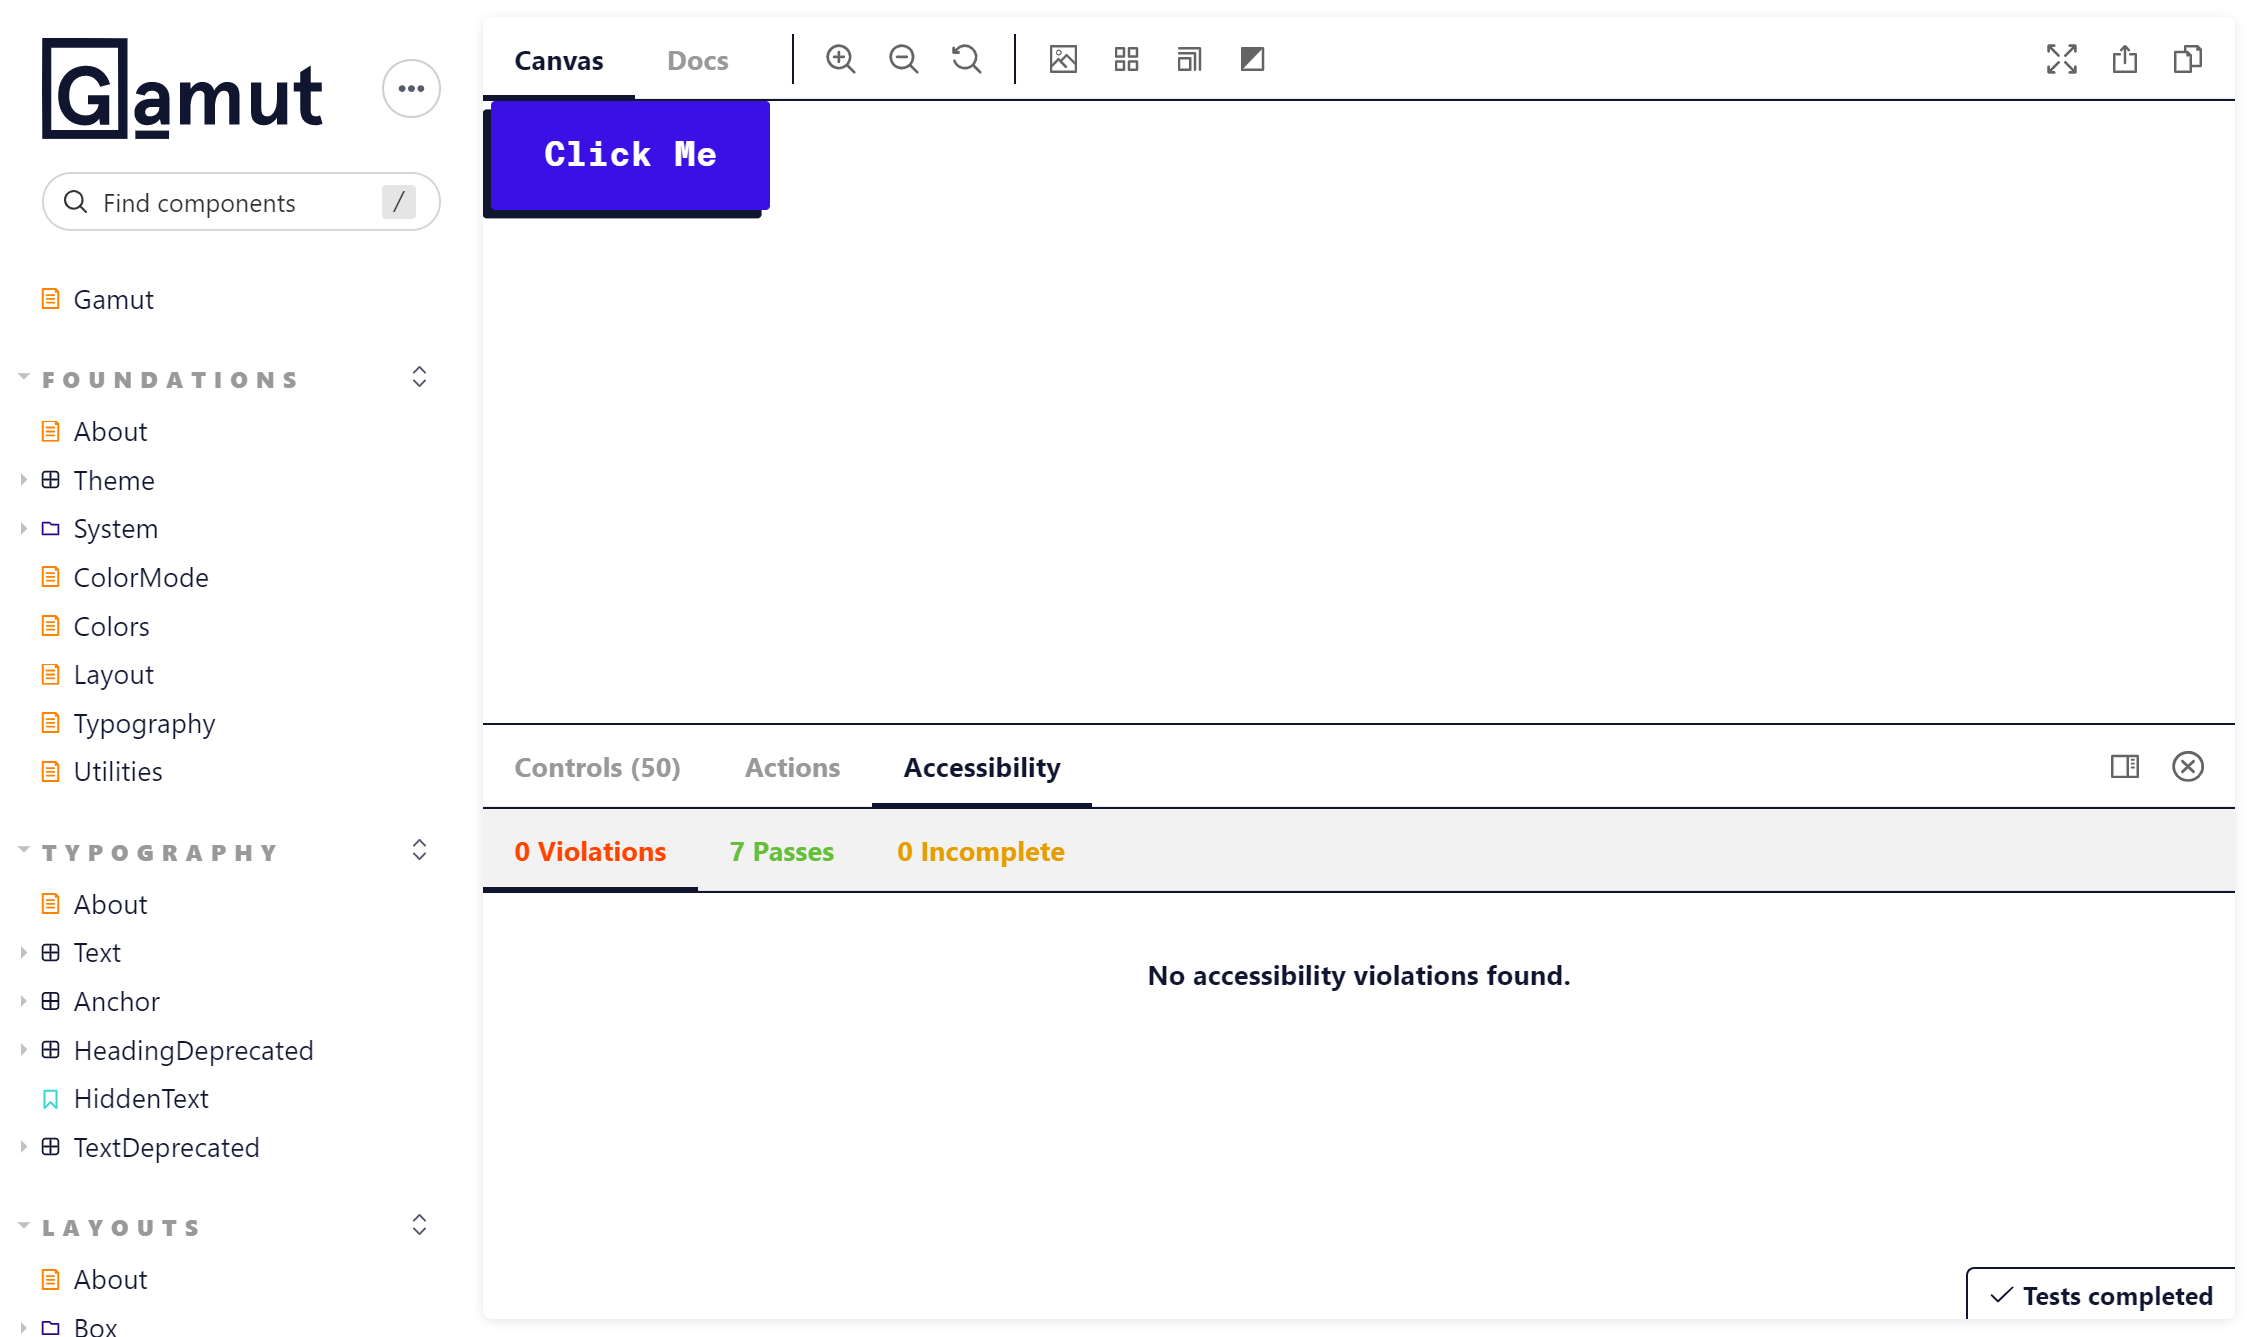 Gamut
Find components /
Gamut
FOUNDATIONS
About
Theme
System
ColorMode
Colors
Layout
Typography
Utilities
TYPOGRAPHY
About
Text
Anchor
HeadingDeprecated
HiddenText
TextDeprecated
LAYOUTS
About
Box
Canvas Docs
Click Me
Controls (50) Actions Accessibility
0 Violations 7 Passes 0 Incomplete
No accessibility violations found.
Tests completed